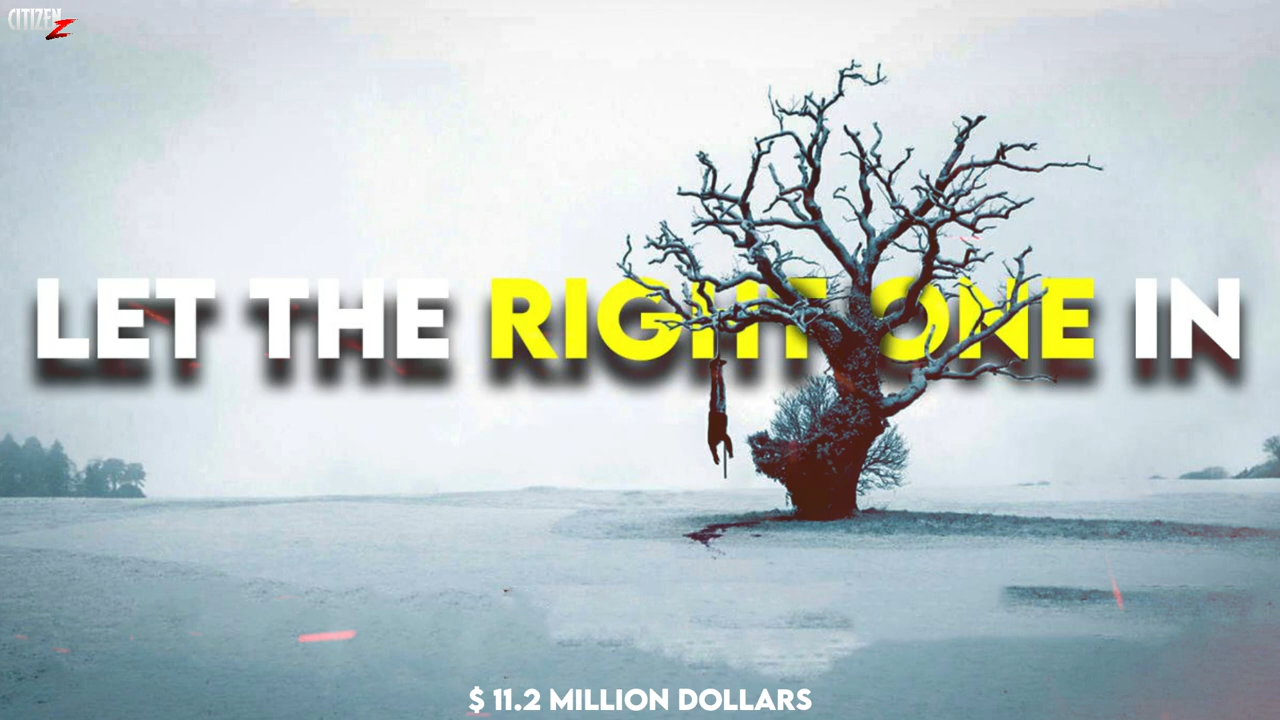 CITIZEN
Z
LET THE RIGHT ONE IN
$ 11.2 MILLION DOLLARS